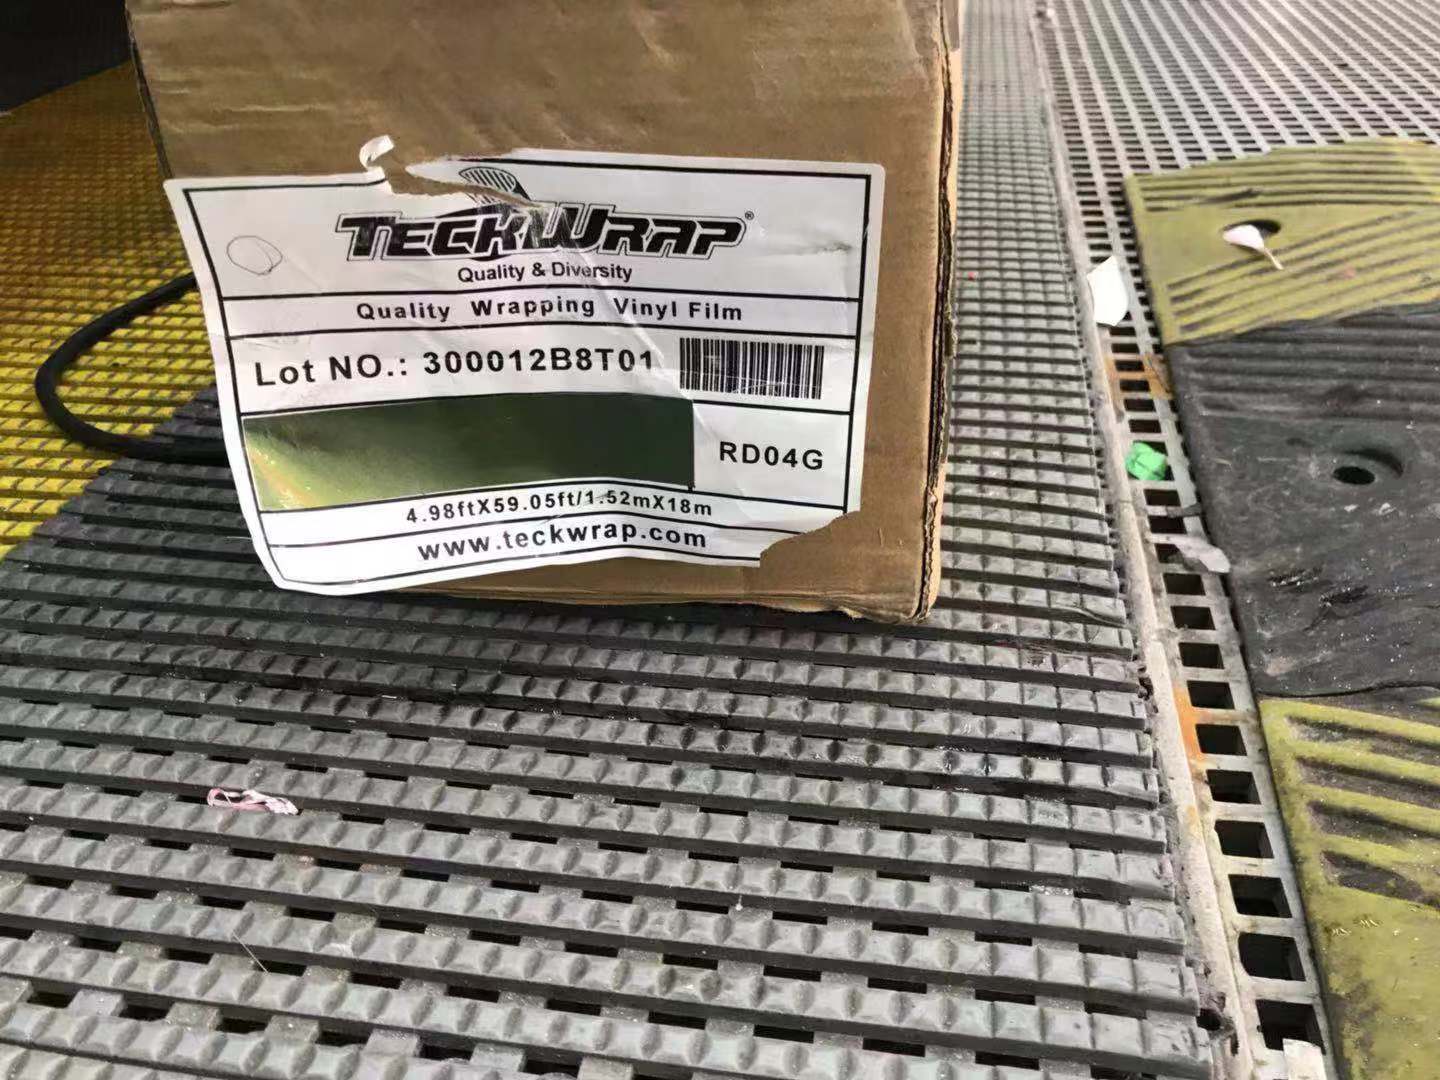 TECKWRAP®
Quality & Diversity
Quality Wrapping Vinyl Film
Lot NO.: 300012B8T01
RD04G
4.98ftX59.05ft/1.52mX18m
www.teckwrap.com